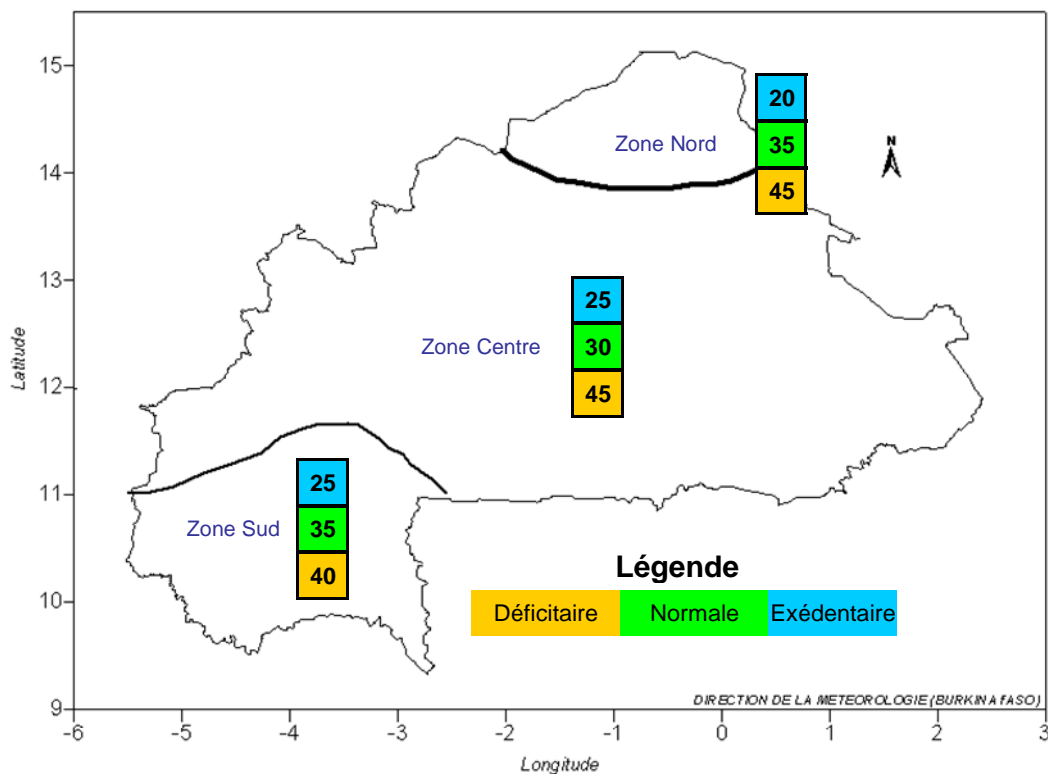 15
14
13
12
11
10
9
Latitude
20
Zone Nord
35
45
N
25
Zone Centre
30
45
25
Zone Sud
35
40
Légende
Déficitaire
Normale
Exédentaire
DIRECTION DE LA METEOROLOGIE (BURKINA fASO)
-6 -5 -4 -3 -2 -1 0 1 2 3
Longitude